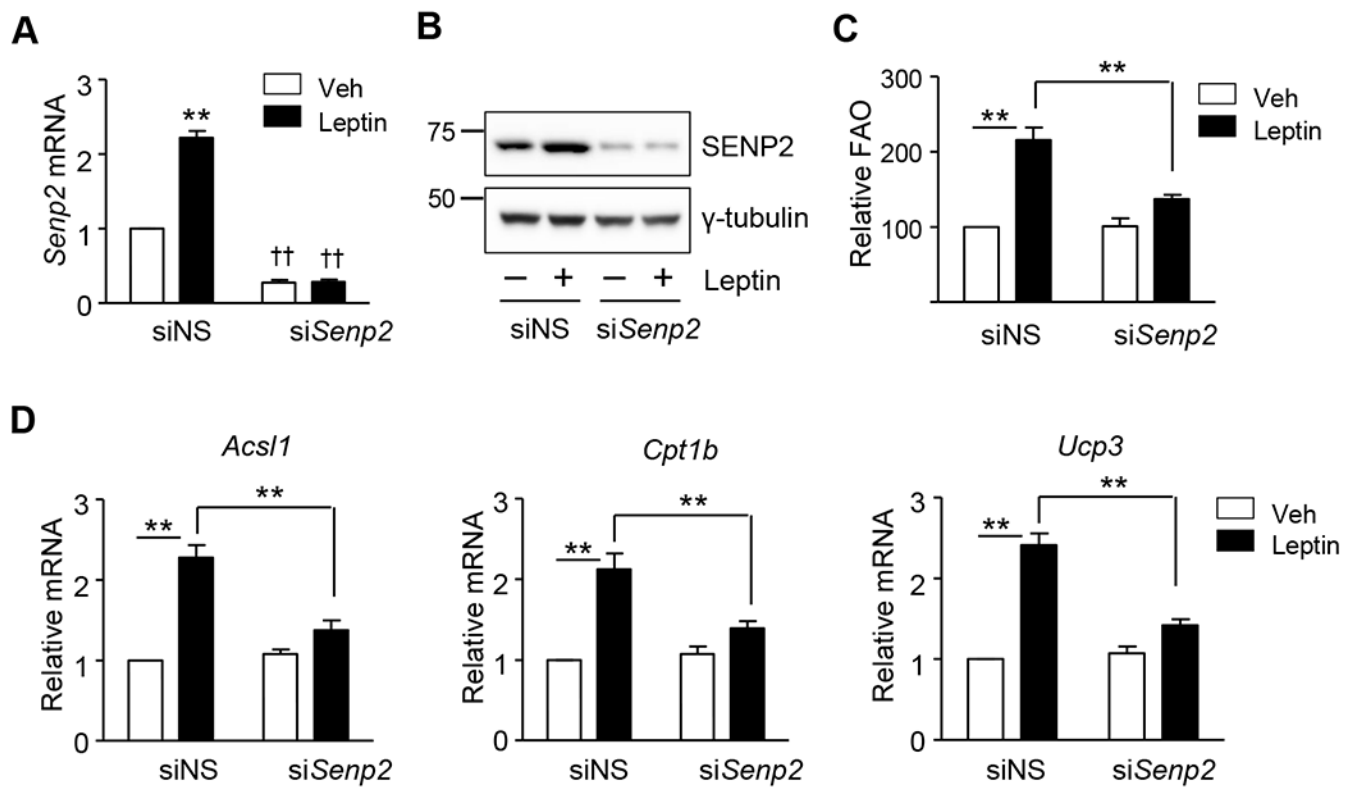 A
Senp2 mRNA
3
2
1
0
**
††
††
Veh
Leptin
siNS
siSenp2
B
75
50
SENP2
γ-tubulin
− + − + Leptin
siNS siSenp2
C
Relative FAO
300
200
100
**
**
Veh
Leptin
siNS
siSenp2
D
Acsl1
Relative mRNA
3
2
1
0
**
**
siNS
siSenp2
Cpt1b
Relative mRNA
3
2
1
0
**
**
siNS
siSenp2
Ucp3
Relative mRNA
3
2
1
0
**
**
Veh
Leptin
siNS
siSenp2